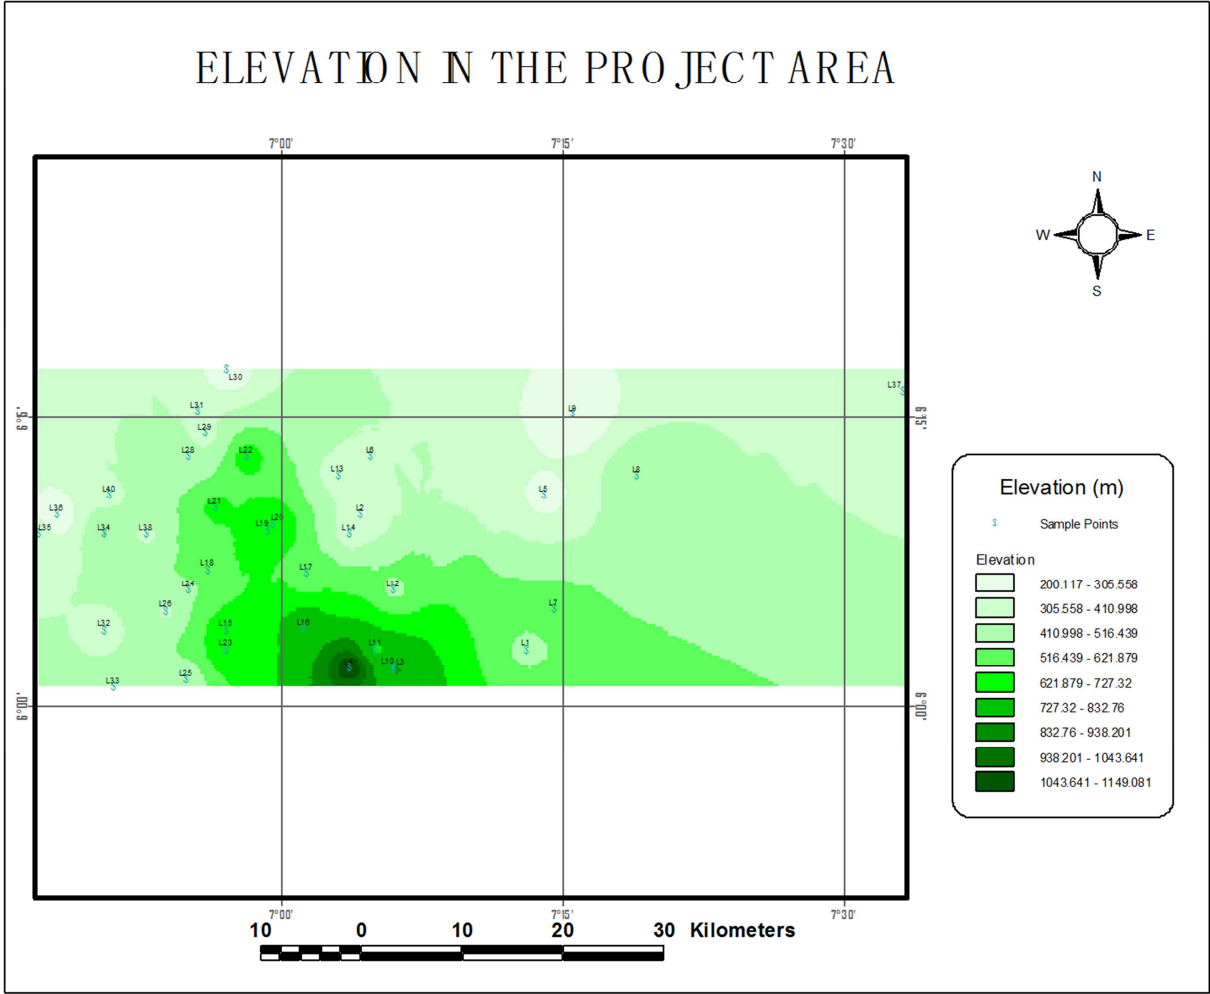 ELEVATION IN THE PROJECT AREA
7°00' 7°15' 7°30'
N
W E
S
L30
L37
L31
L9
6°15' 6°15'
L29
L28 L22 L6
L13 L8
L40 L5
L21
L36 L2
L20
L19
L35 L34 L38 L14
L18 L17
L24 L12
L26 L7
L32 L15 L16
L23 L11 L1
L4 L10 L3
L25
L33
6°00' 6°00'
7°00' 7°15' 7°30'
10 0 10 20 30 Kilometers
Elevation (m)
$ Sample Points
Elevation
200.117 - 305.558
305.558 - 410.998
410.998 - 516.439
516.439 - 621.879
621.879 - 727.32
727.32 - 832.76
832.76 - 938.201
938.201 - 1043.641
1043.641 - 1149.081